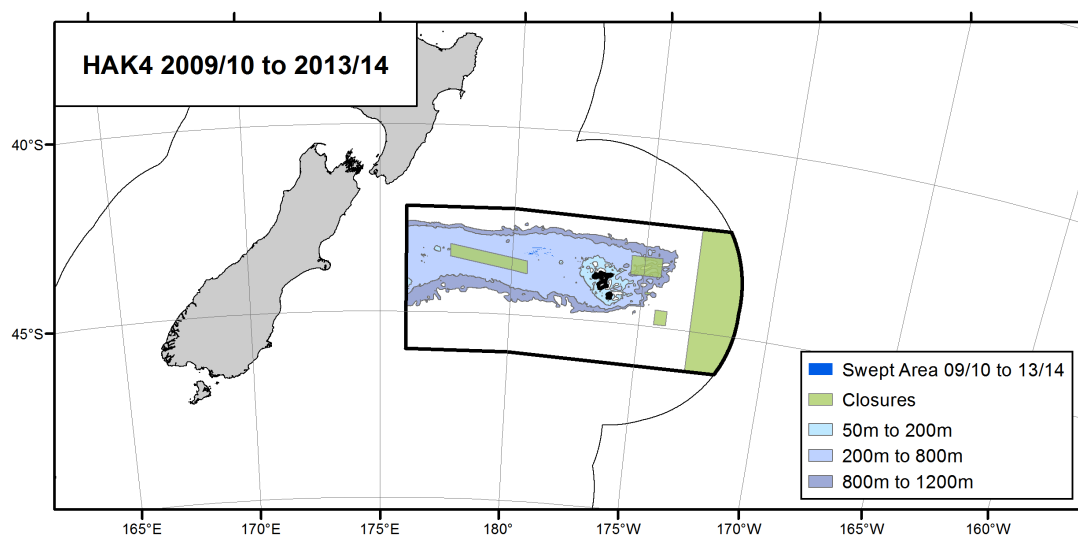 HAK4 2009/10 to 2013/14
40°S
45°S
Swept Area 09/10 to 13/14
Closures
50m to 200m
200m to 800m
800m to 1200m
165°E
170°E
175°E
180°
175°W
170°W
165°W
160°W